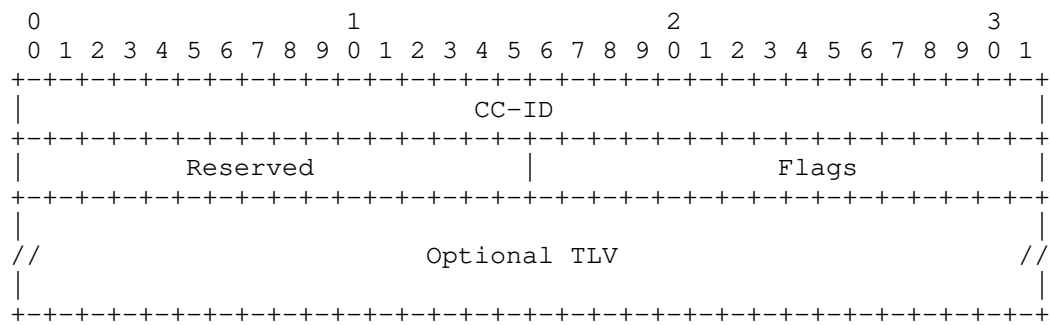 0                   1                   2                   3
0 1 2 3 4 5 6 7 8 9 0 1 2 3 4 5 6 7 8 9 0 1 2 3 4 5 6 7 8 9 0 1
+-+-+-+-+-+-+-+-+-+-+-+-+-+-+-+-+-+-+-+-+-+-+-+-+-+-+-+-+-+-+-+-+
|                            CC-ID                              |
+-+-+-+-+-+-+-+-+-+-+-+-+-+-+-+-+-+-+-+-+-+-+-+-+-+-+-+-+-+-+-+-+
|          Reserved             |               Flags           |
+-+-+-+-+-+-+-+-+-+-+-+-+-+-+-+-+-+-+-+-+-+-+-+-+-+-+-+-+-+-+-+-+
|                                                               |
//                        Optional TLV                         //
|                                                               |
+-+-+-+-+-+-+-+-+-+-+-+-+-+-+-+-+-+-+-+-+-+-+-+-+-+-+-+-+-+-+-+-+